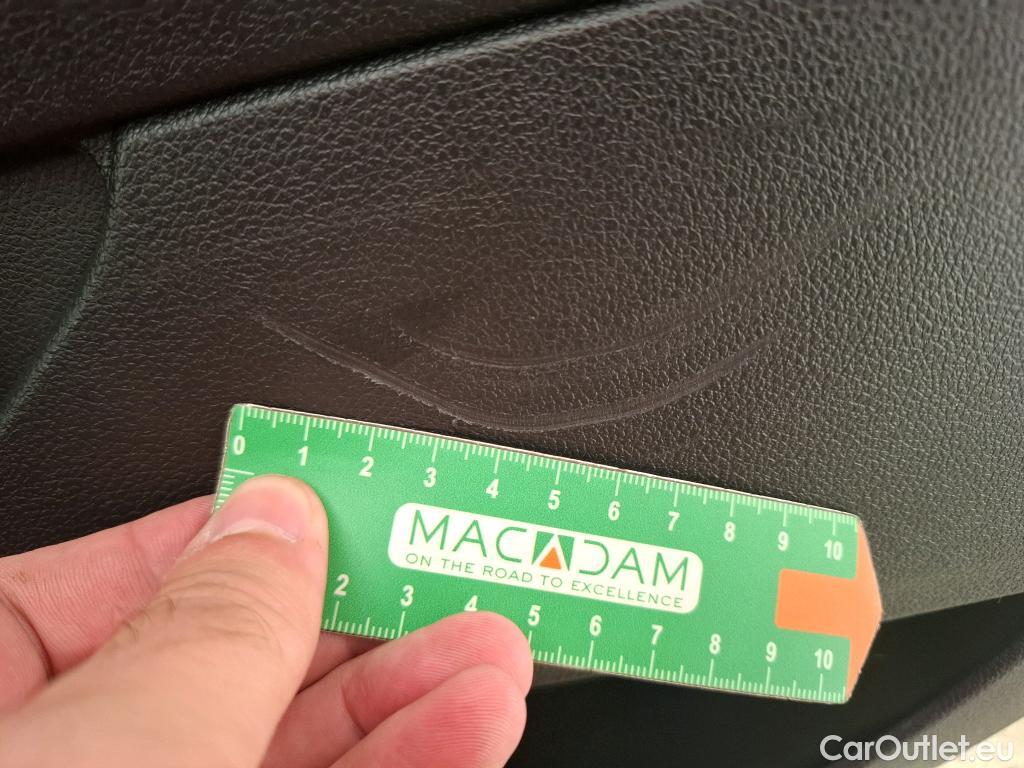 0 1 2 3 4 5 6 7 8 9 10
MACADAM
ON THE ROAD TO EXCELLENCE
2 3 4 5 6 7 8 9 10
CarOutlet.eu